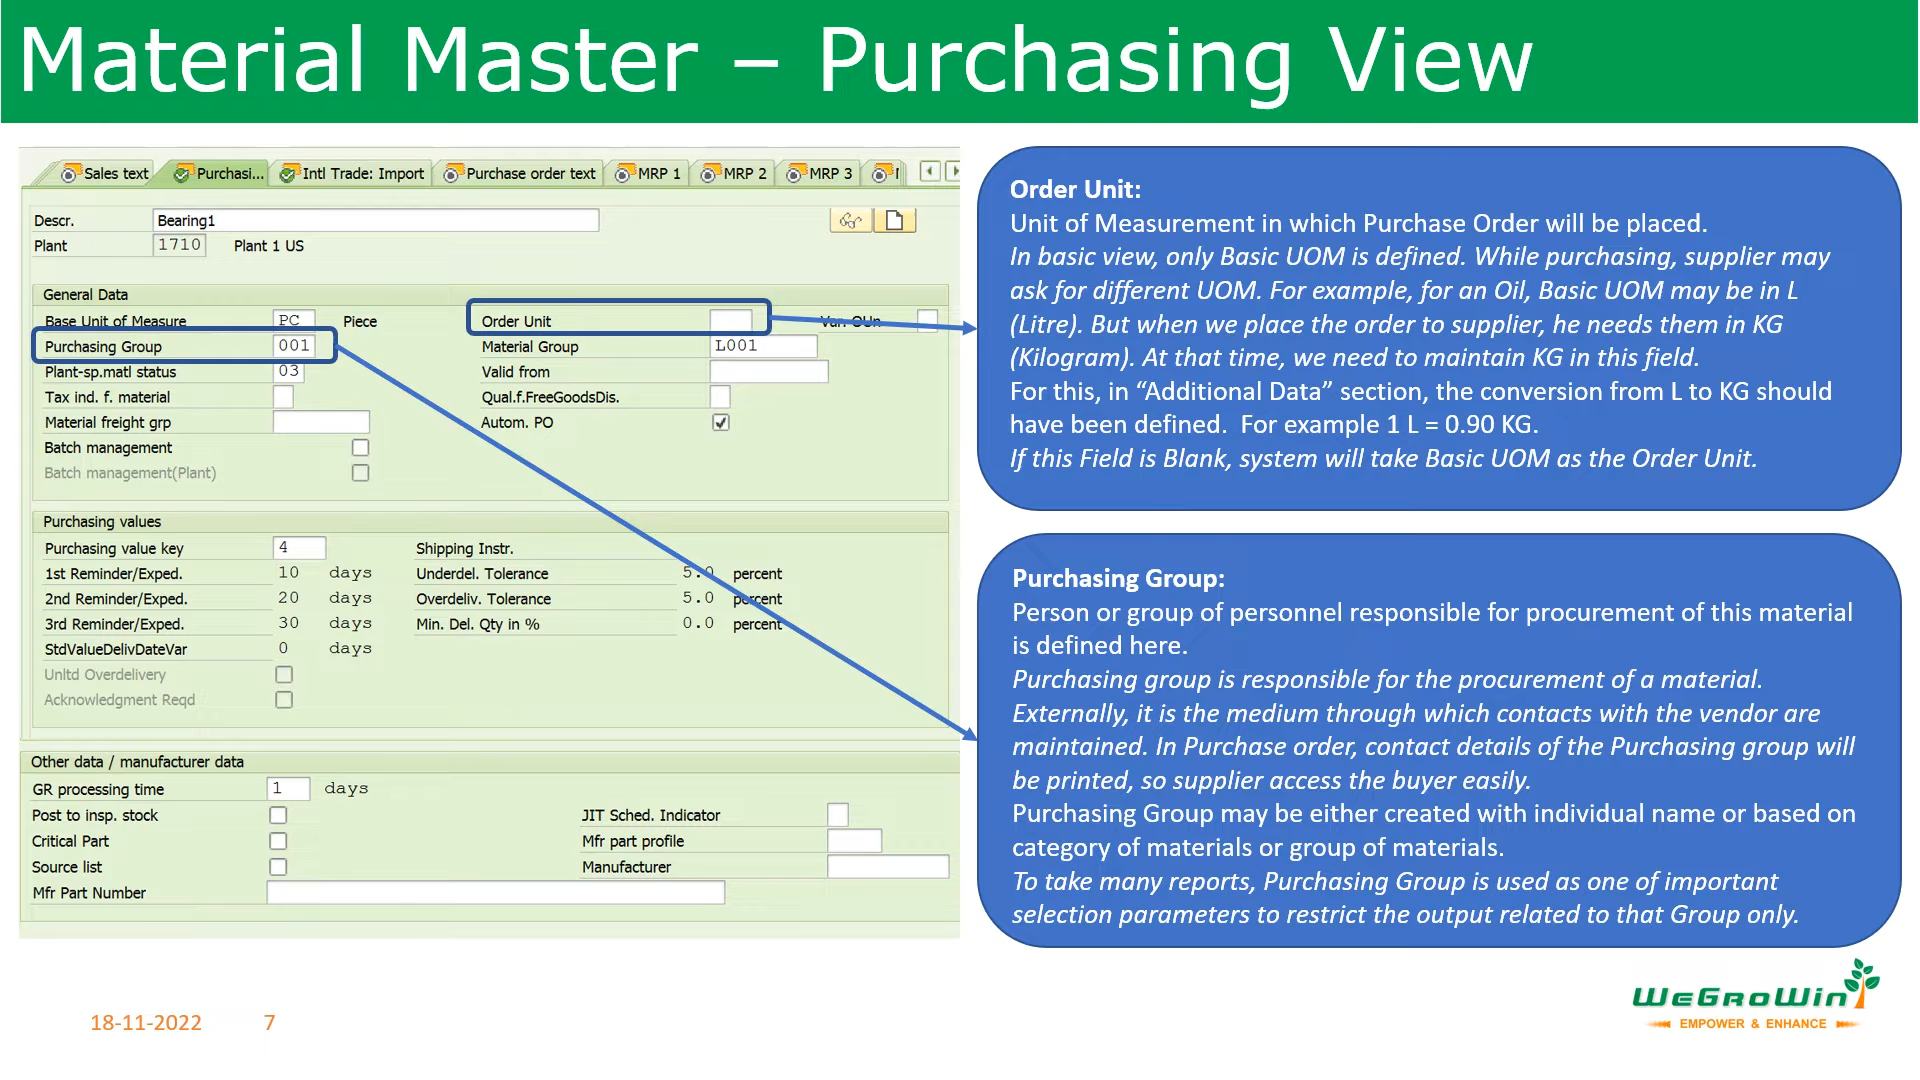 Material Master – Purchasing View
Sales text
Purchasi...
Intl Trade: Import
Purchase order text
MRP 1
MRP 2
MRP 3
Descr. Bearing1
Plant 1710 Plant 1 US
General Data
Base Unit of Measure PC Piece
Order Unit
Var. OUn
Purchasing Group 001
Material Group L001
Plant-sp.matl status 03
Valid from
Tax ind. f. material
Qual.f.FreeGoodsDis.
Material freight grp
Autom. PO
Batch management
Batch management(Plant)
Purchasing values
Purchasing value key 4
Shipping Instr.
1st Reminder/Exped. 10 days
Underdel. Tolerance 5.0 percent
2nd Reminder/Exped. 20 days
Overdeliv. Tolerance 5.0 percent
3rd Reminder/Exped. 30 days
Min. Del. Qty in % 0.0 percent
StdValueDelivDateVar 0 days
Unltd Overdelivery
Acknowledgment Reqd
Other data / manufacturer data
GR processing time 1 days
Post to insp. stock
JIT Sched. Indicator
Critical Part
Mfr part profile
Source list
Manufacturer
Mfr Part Number
Order Unit:
Unit of Measurement in which Purchase Order will be placed.
In basic view, only Basic UOM is defined. While purchasing, supplier may
ask for different UOM. For example, for an Oil, Basic UOM may be in L
(Litre). But when we place the order to supplier, he needs them in KG
(Kilogram). At that time, we need to maintain KG in this field.
For this, in “Additional Data” section, the conversion from L to KG should
have been defined. For example 1 L = 0.90 KG.
If this Field is Blank, system will take Basic UOM as the Order Unit.
Purchasing Group:
Person or group of personnel responsible for procurement of this material
is defined here.
Purchasing group is responsible for the procurement of a material.
Externally, it is the medium through which contacts with the vendor are
maintained. In Purchase order, contact details of the Purchasing group will
be printed, so supplier access the buyer easily.
Purchasing Group may be either created with individual name or based on
category of materials or group of materials.
To take many reports, Purchasing Group is used as one of important
selection parameters to restrict the output related to that Group only.
18-11-2022 7
WeGroWin
EMPOWER & ENHANCE